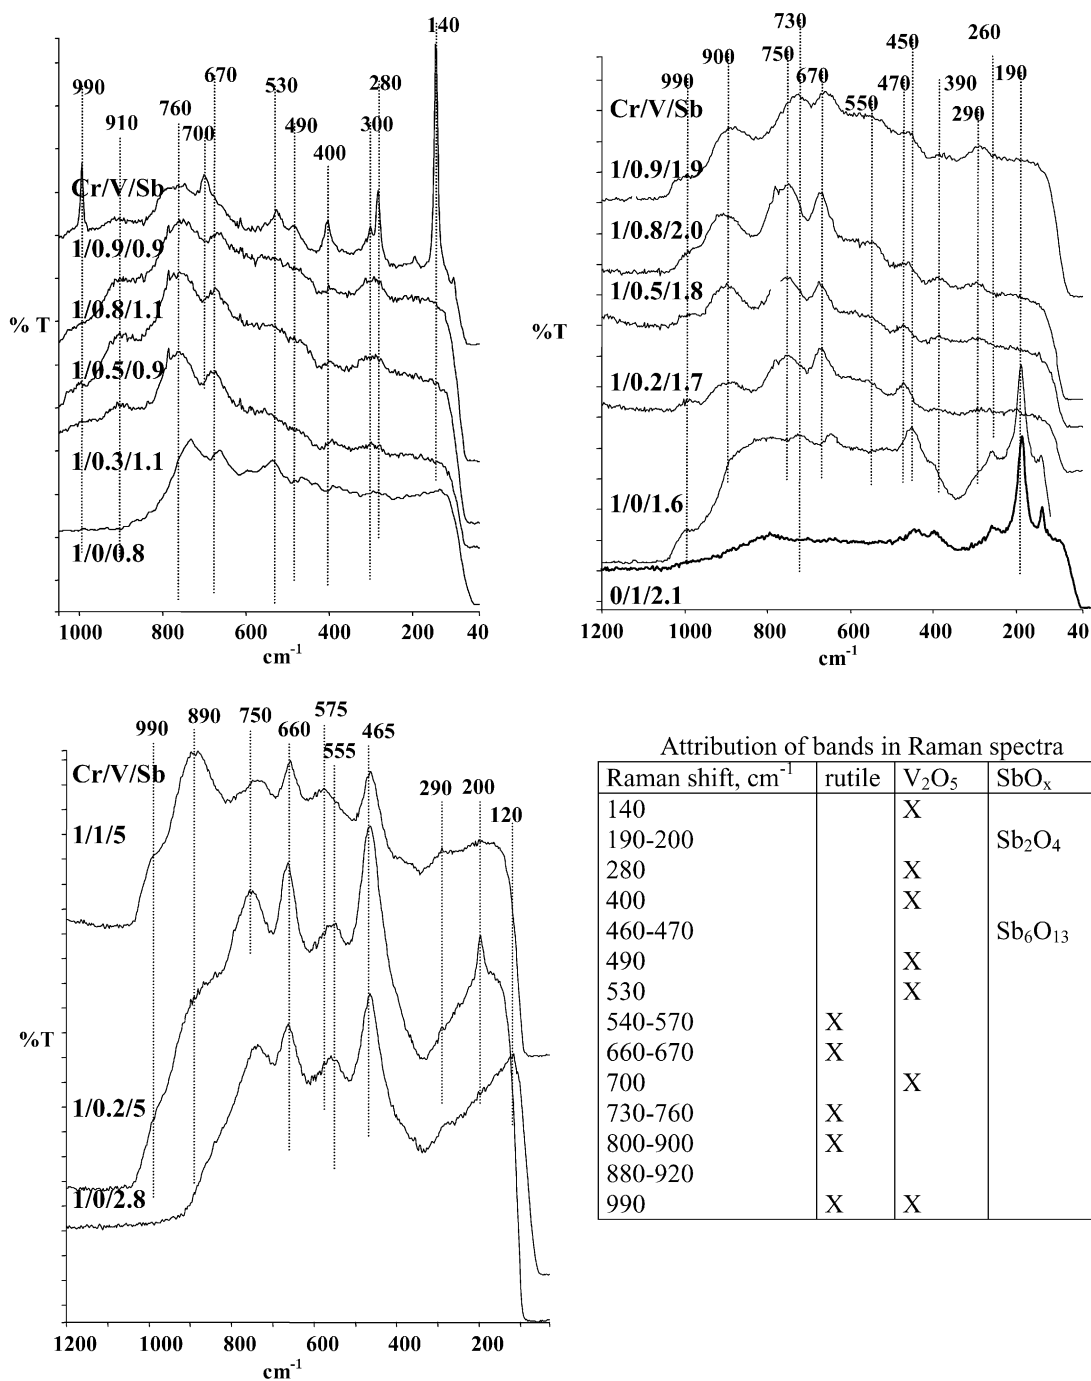 140
990
910
760
700
670
530
490
400
300
280
Cr/V/Sb
1/0.9/0.9
1/0.8/1.1
1/0.5/0.9
1/0.3/1.1
1/0/0.8
% T
1000 800 600 400 200 40
cm-1
730
260
450
900
750
990
670
470
390
190
550
290
Cr/V/Sb
1/0.9/1.9
1/0.8/2.0
1/0.5/1.8
1/0.2/1.7
1/0/1.6
0/1/2.1
%T
1200 1000 800 600 400 200 40
cm-1
990
890
750
660
575
555
465
290
200
120
Cr/V/Sb
1/1/5
1/0.2/5
1/0/2.8
%T
1200 1000 800 600 400 200
cm-1
Attribution of bands in Raman spectra
Raman shift, cm-1 rutile V2O5 SbOx
140 X
190-200 Sb2O4
280 X
400 X
460-470 Sb6O13
490 X
530 X
540-570 X
660-670 X
700 X
730-760 X
800-900 X
880-920
990 X X